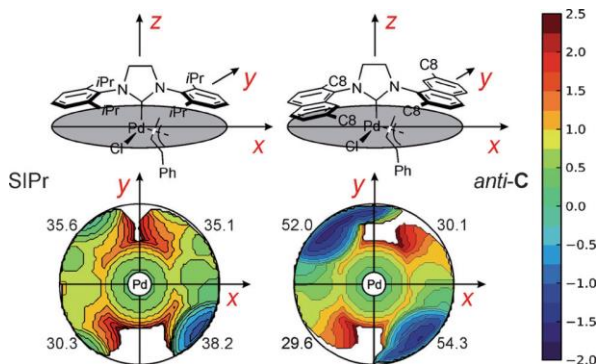 z
z
iPr
iPr
y
C8
C8
y
N
N
N
N
iPr
iPr
C8
C8
Pd
Pd
x
x
Cl
Cl
Ph
Ph
SIPr
y
y
anti-C
35.6
35.1
52.0
30.1
Pd
x
Pd
x
30.3
38.2
29.6
54.3
2.5
2.0
1.5
1.0
0.5
0.0
−0.5
−1.0
−1.5
−2.0